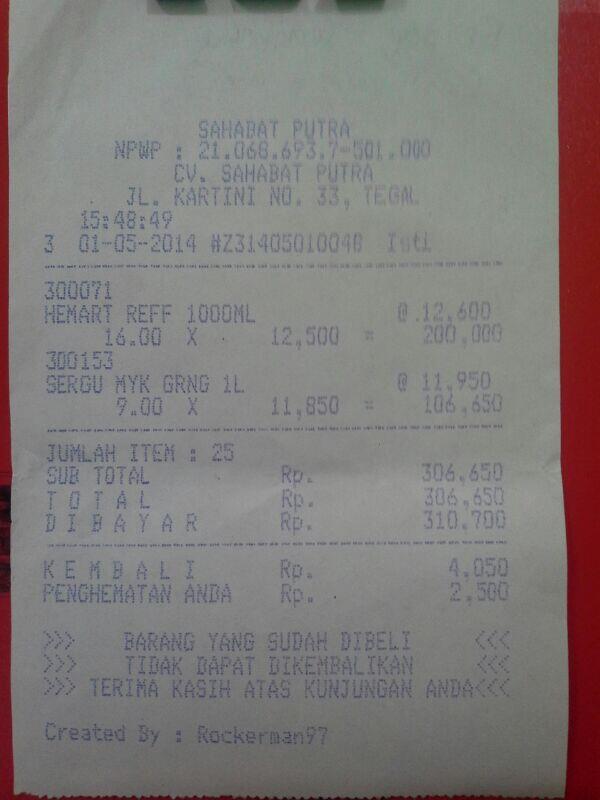 SAHABAT PUTRA
NPWP : 21.068.693.7-501.000
CV. SAHABAT PUTRA
JL. KARTINI NO. 33, TEGAL
15:48:49
3 01-05-2014 #Z31405010048 Isti
300071
HEMART REFF 1000ML @ 12,600
16.00 X 12,500 = 200,000
300153
SERGU MYK GRNG 1L @ 11,950
9.00 X 11,850 = 106,650
JUMLAH ITEM : 25
SUB TOTAL Rp. 306,650
T O T A L Rp. 306,650
D I B A Y A R Rp. 310,700
K E M B A L I Rp. 4,050
PENGHEMATAN ANDA Rp. 2,500
>>> BARANG YANG SUDAH DIBELI <<<
>>> TIDAK DAPAT DIKEMBALIKAN <<<
>>> TERIMA KASIH ATAS KUNJUNGAN ANDA<<<
Created By : Rockerman97